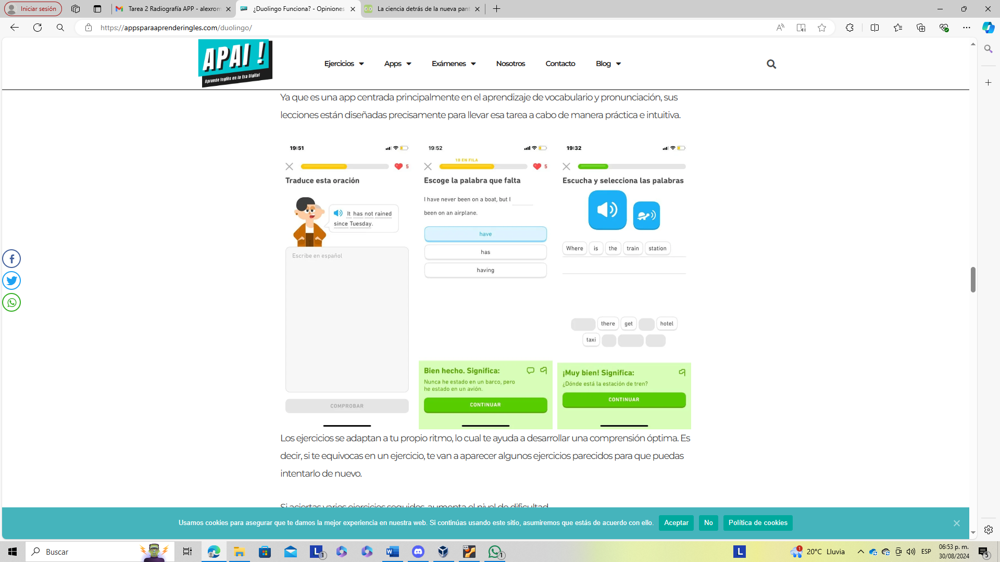 Iniciar sesión
Tarea 2 Radiografía APP - alexrom
¿Duolingo Funciona? - Opiniones
La ciencia detrás de la nueva pant
https://appsparaaprenderingles.com/duolingo/
APAI !
Aprende Inglés en la Era Digital
Ejercicios
Apps
Exámenes
Nosotros
Contacto
Blog
Ya que es una app centrada principalmente en el aprendizaje de vocabulario y pronunciación, sus
lecciones están diseñadas precisamente para llevar esa tarea a cabo de manera práctica e intuitiva.
19:51
5
Traduce esta oración
It has not rained
since Tuesday.
Escribe en español
COMPROBAR
19:52
10 EN FILA
5
Escoge la palabra que falta
I have never been on a boat, but I
been on an airplane.
have
has
having
Bien hecho. Significa:
Nunca he estado en un barco, pero
he estado en un avión.
CONTINUAR
19:32
Escucha y selecciona las palabras
Where is the train station
there get hotel
taxi
¡Muy bien! Significa:
¿Dónde está la estación de tren?
CONTINUAR
Los ejercicios se adaptan a tu propio ritmo, lo cual te ayuda a desarrollar una comprensión óptima. Es
decir, si te equivocas en un ejercicio, te van a aparecer algunos ejercicios parecidos para que puedas
intentarlo de nuevo.
Si aciertas varios ejercicios seguidos, aumenta el nivel de dificultad
Usamos cookies para asegurar que te damos la mejor experiencia en nuestra web. Si continúas usando este sitio, asumiremos que estás de acuerdo con ello.
Aceptar
No
Política de cookies
Buscar
20°C Lluvia
ESP
06:53 p. m.
30/08/2024